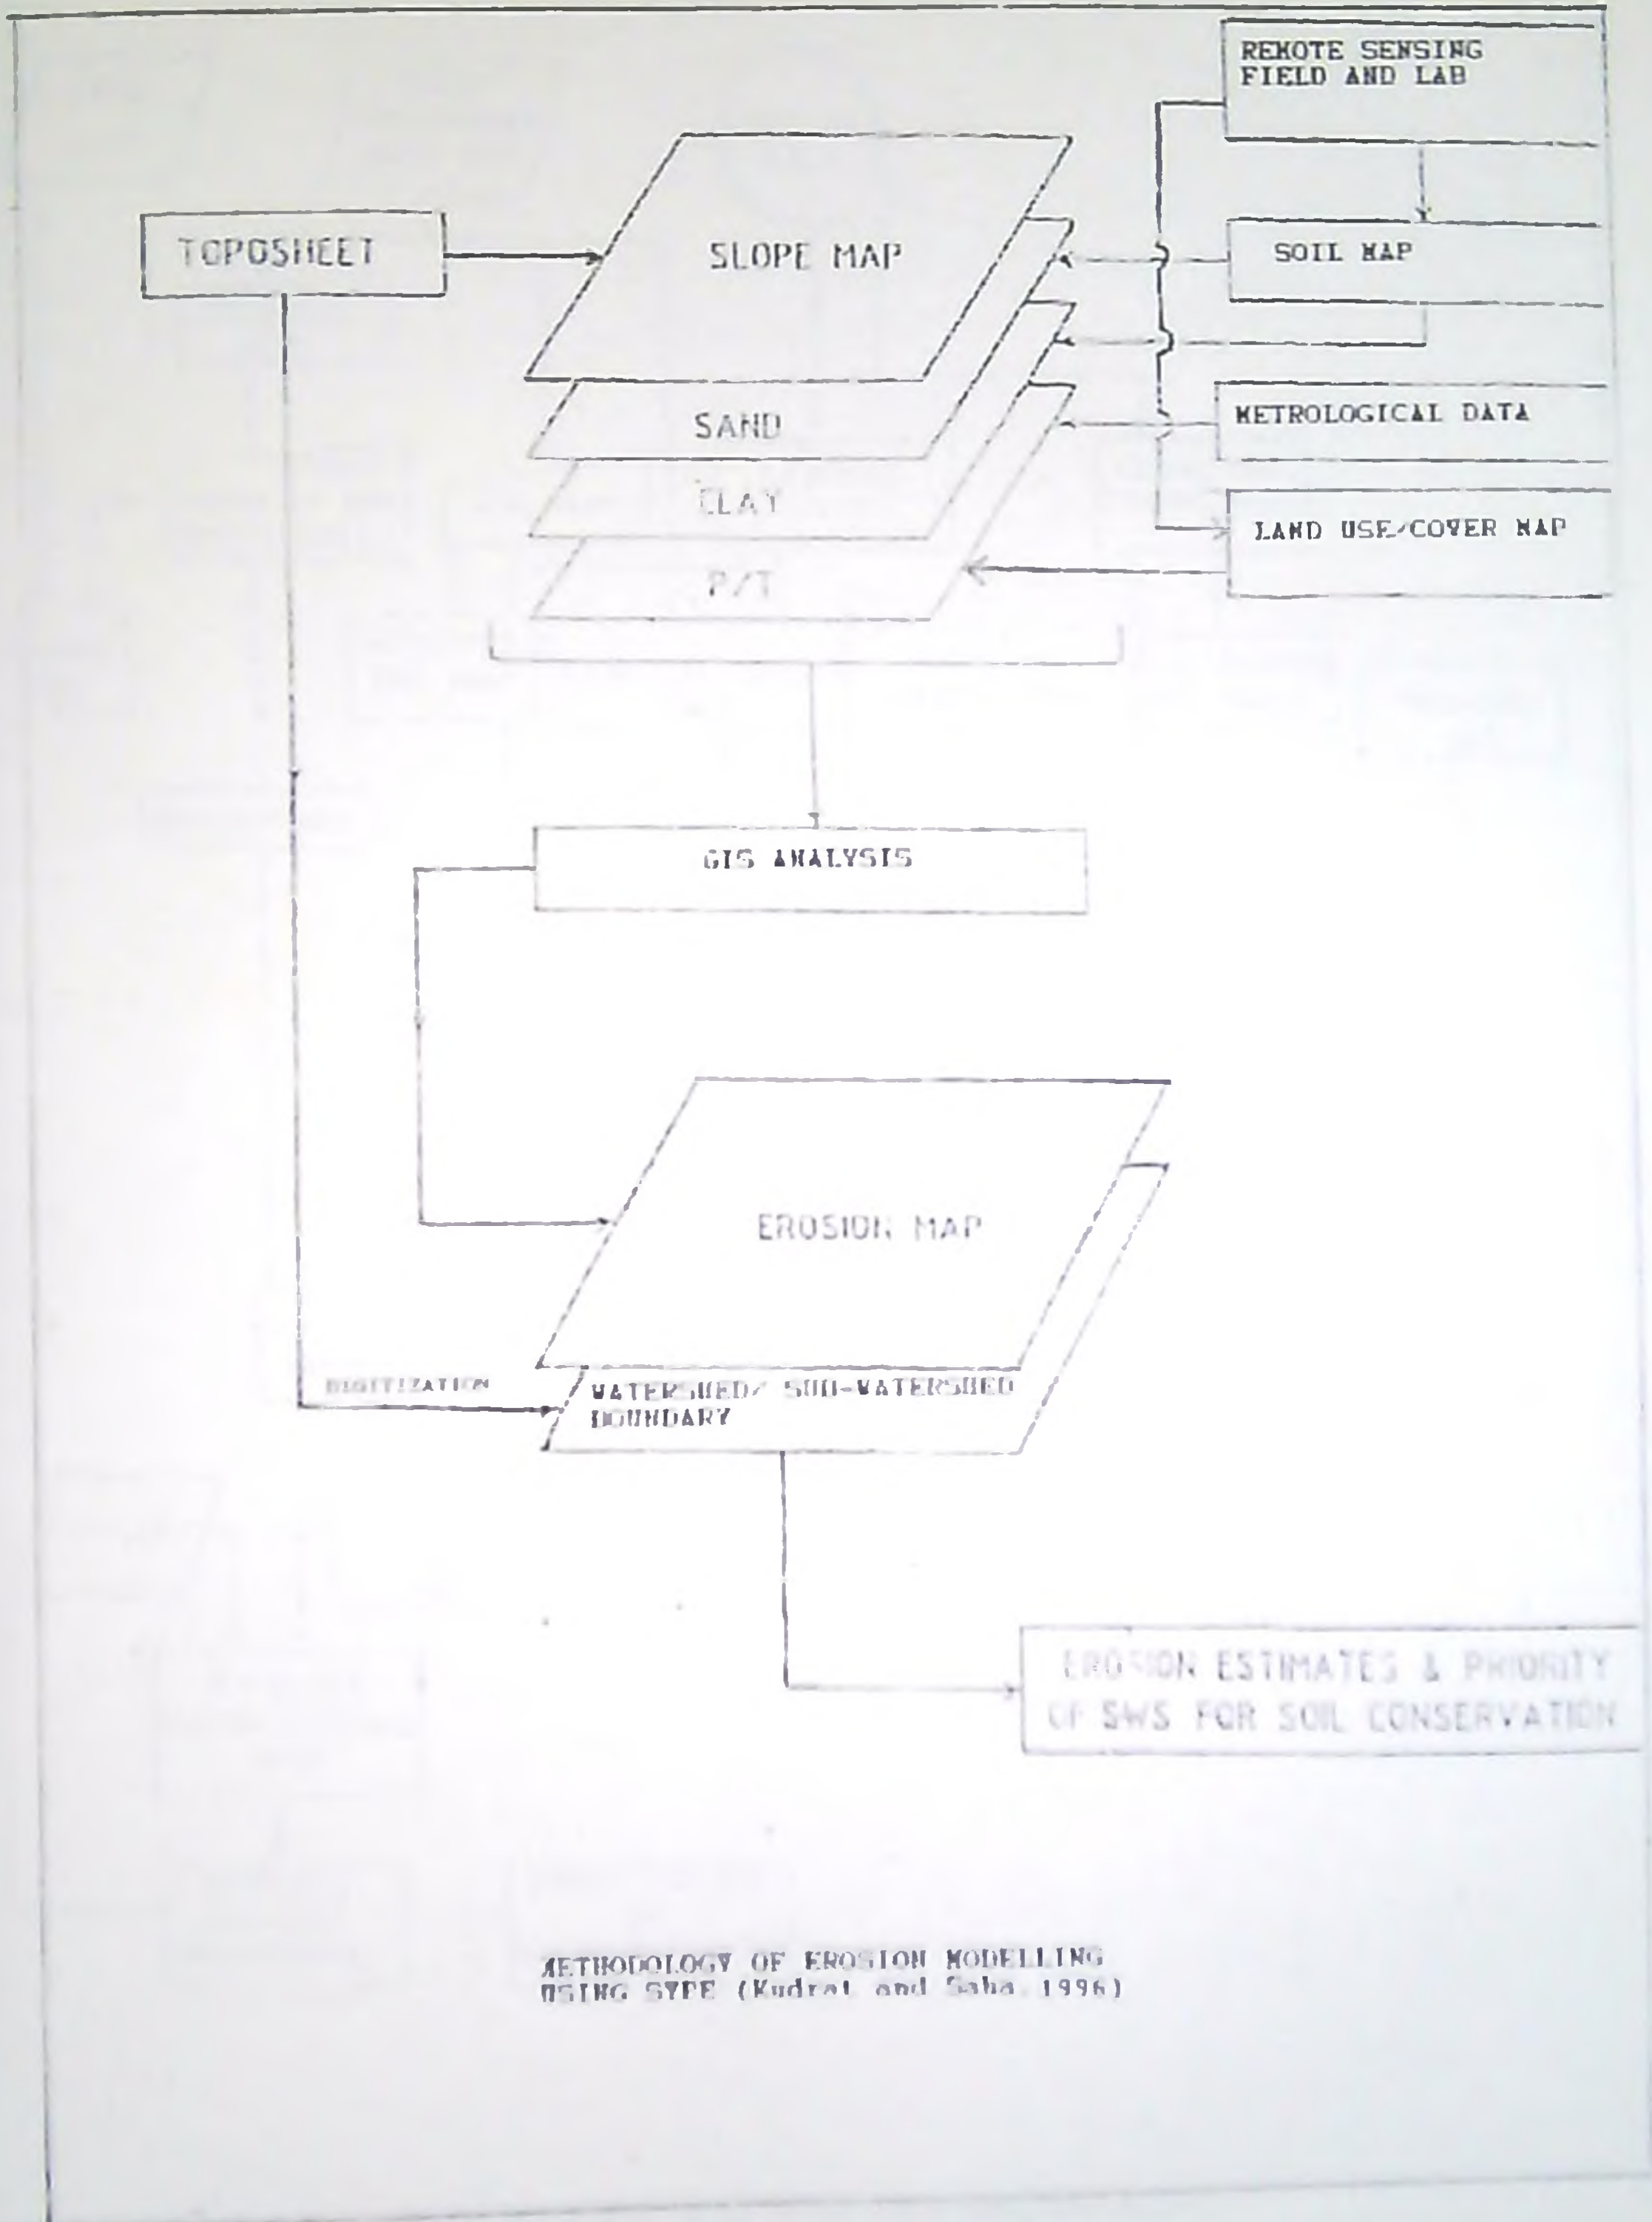 REMOTE SENSING
FIELD AND LAB
TOPOSHEET
SLOPE MAP
SOIL MAP
SAND
METROLOGICAL DATA
CLAY
LAND USE/COVER MAP
P/T
GIS ANALYSIS
EROSION MAP
DIGITIZATION
WATERSHED/ SUB-WATERSHED
BOUNDARY
EROSION ESTIMATES & PRIORITY
OF SWS FOR SOIL CONSERVATION
METHODOLOGY OF EROSION MODELLING
USING (Kudrat and Saha 1996)